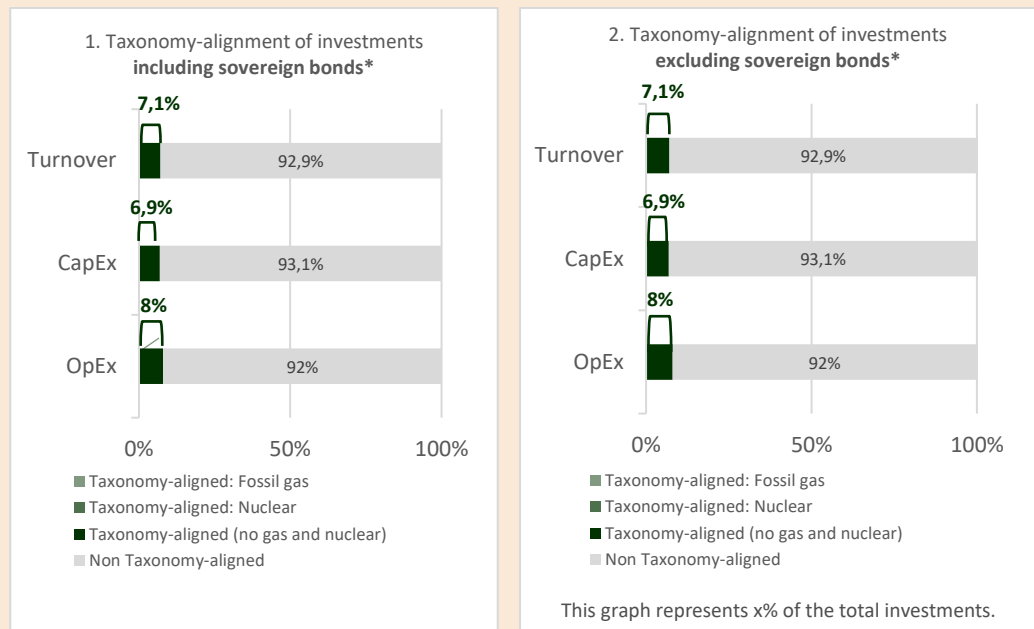 1. Taxonomy-alignment of investments
including sovereign bonds*
7,1%
Turnover
92,9%
6,9%
CapEx
93,1%
8%
OpEx
92%
0%
50%
100%
Taxonomy-aligned: Fossil gas
Taxonomy-aligned: Nuclear
Taxonomy-aligned (no gas and nuclear)
Non Taxonomy-aligned
2. Taxonomy-alignment of investments
excluding sovereign bonds*
7,1%
Turnover
92,9%
6,9%
CapEx
93,1%
8%
OpEx
92%
0%
50%
100%
Taxonomy-aligned: Fossil gas
Taxonomy-aligned: Nuclear
Taxonomy-aligned (no gas and nuclear)
Non Taxonomy-aligned
This graph represents x% of the total investments.